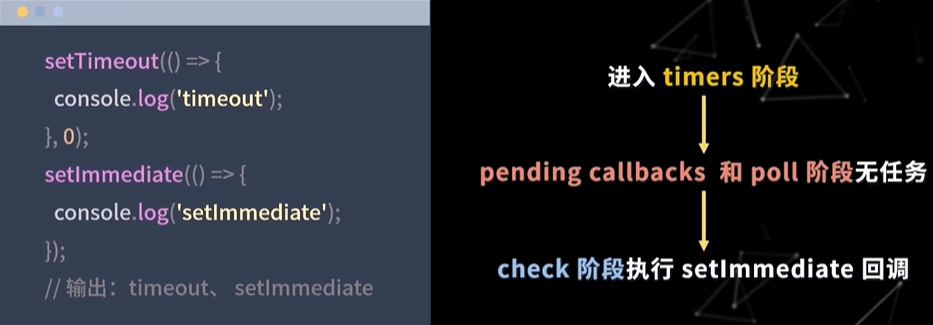 setTimeout(() => {
console.log('timeout');
}, 0);
setImmediate(() => {
console.log('setImmediate');
});
// 输出：timeout、 setImmediate
进入 timers 阶段
pending callbacks 和 poll 阶段无任务
check 阶段执行 setImmediate 回调